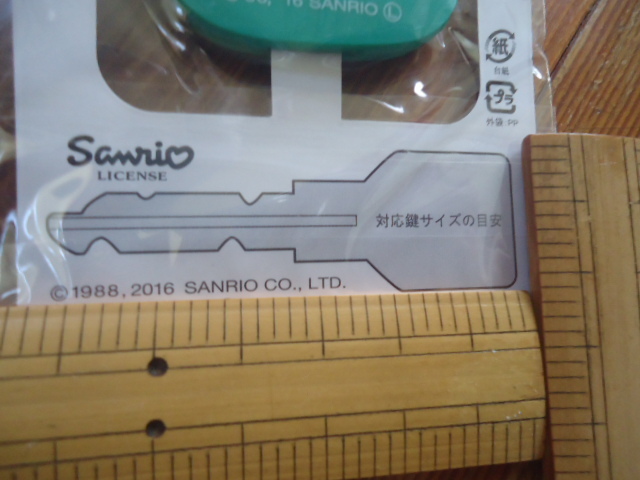 '16 SANRIO Ⓛ
紙
台紙
プラ
外袋:PP
Sanrio
LICENSE
対応鍵サイズの目安
© 1988, 2016 SANRIO CO., LTD.